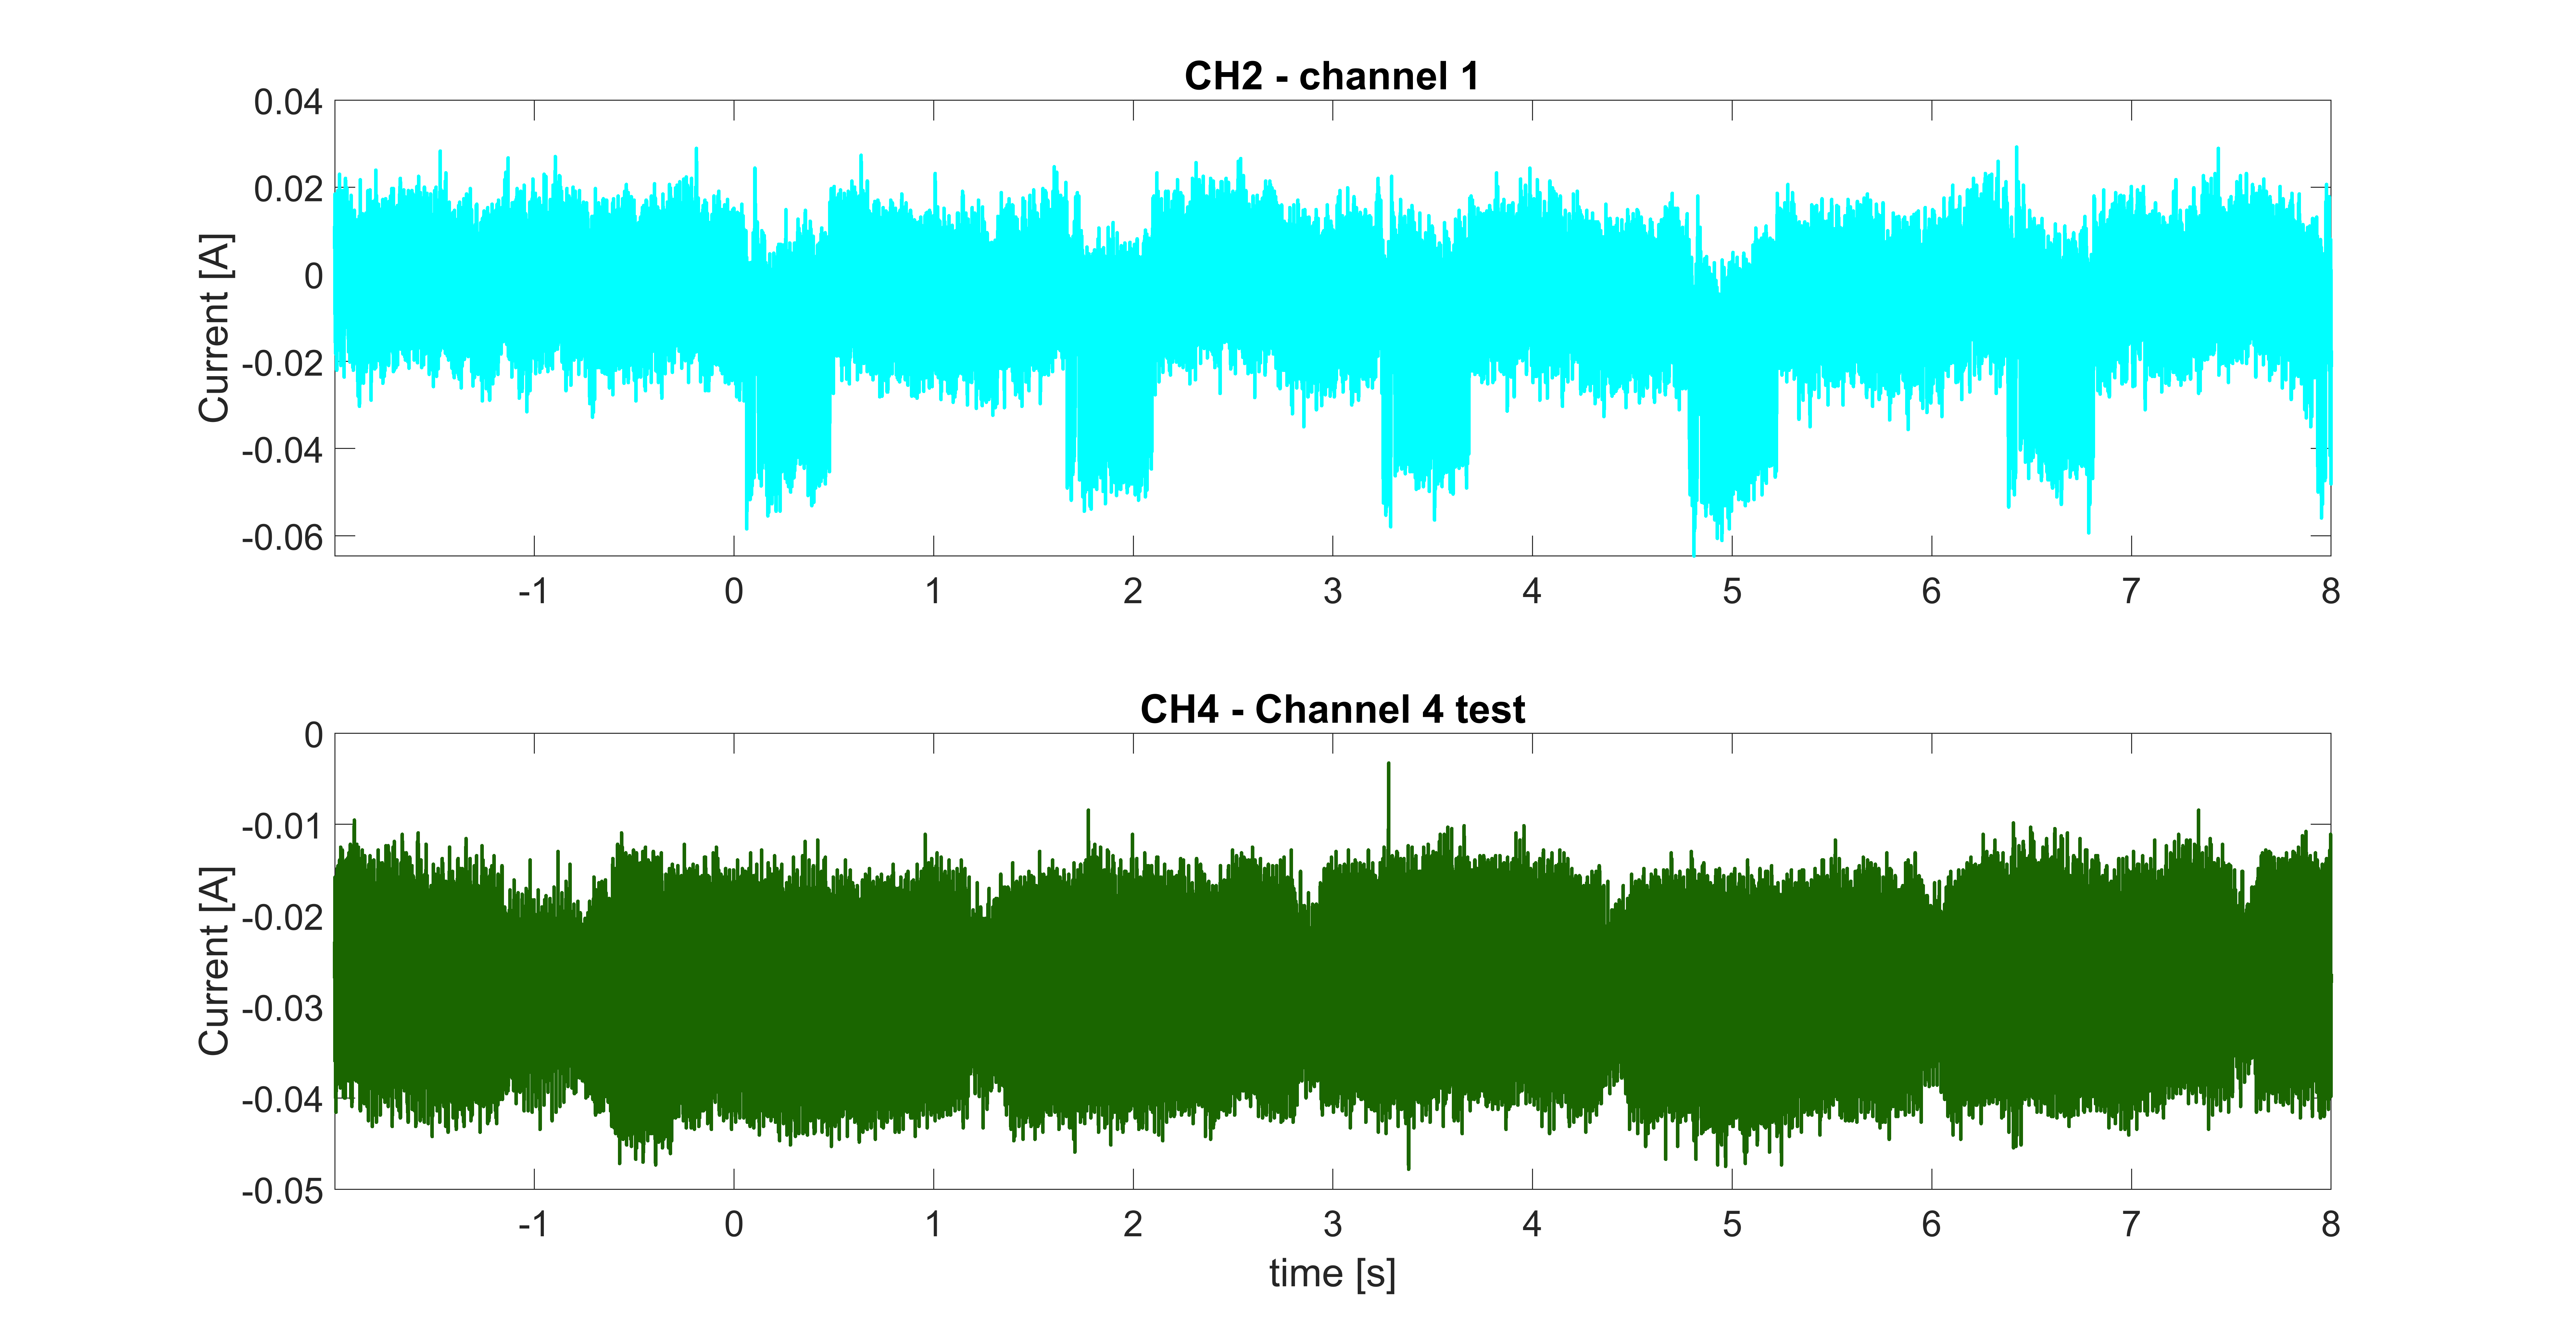 CH2 - channel 1
Current [A]
0.04
0.02
0
-0.02
-0.04
-0.06
-1 0 1 2 3 4 5 6 7 8
CH4 - Channel 4 test
Current [A]
0
-0.01
-0.02
-0.03
-0.04
-0.05
-1 0 1 2 3 4 5 6 7 8
time [s]